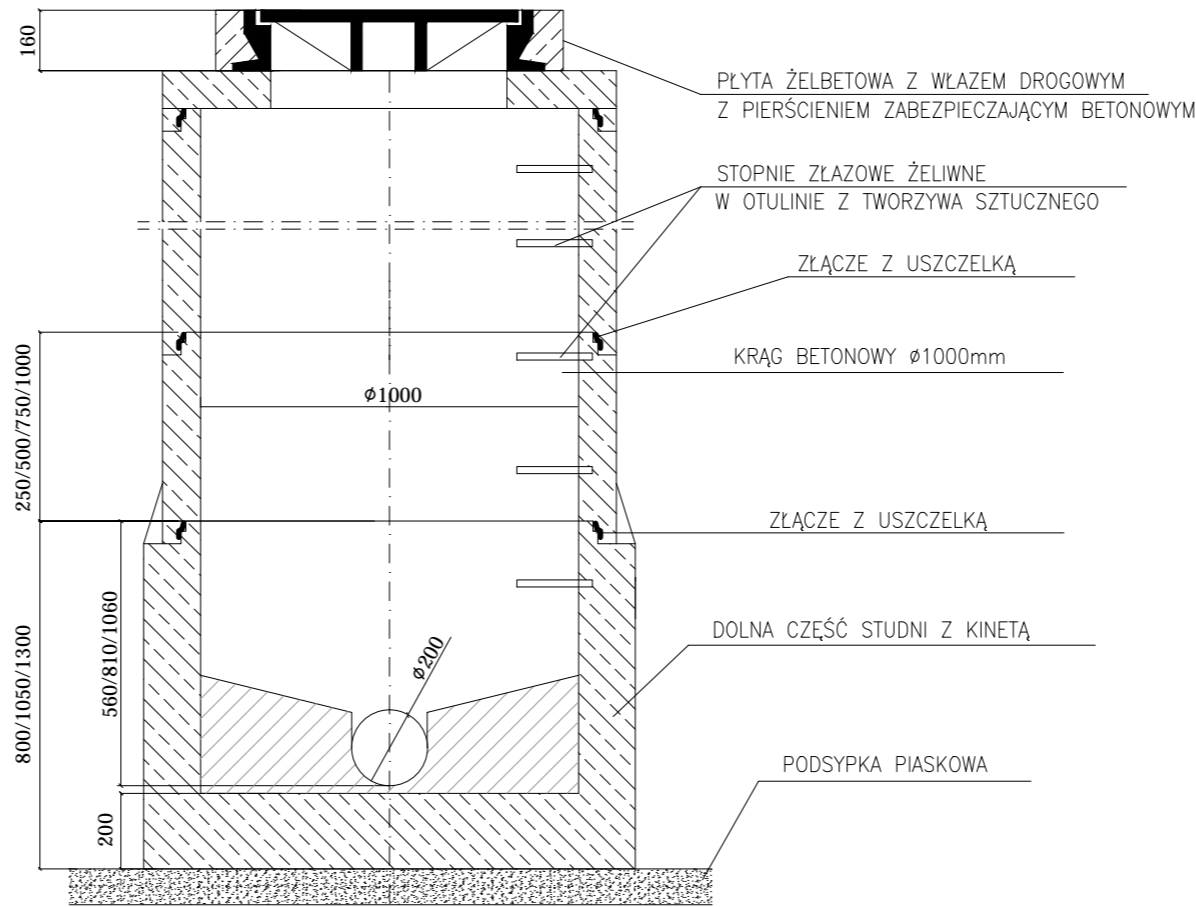 160
PŁYTA ŻELBETOWA Z WŁAZEM DROGOWYM
Z PIERŚCIENIEM ZABEZPIECZAJĄCYM BETONOWYM
STOPNIE ZŁAZOWE ŻELIWNE
W OTULINIE Z TWORZYWA SZTUCZNEGO
ZŁĄCZE Z USZCZELKĄ
KRĄG BETONOWY ø1000mm
250/500/750/1000
ø1000
ZŁĄCZE Z USZCZELKĄ
DOLNA CZĘŚĆ STUDNI Z KINETĄ
800/1050/1300
560/810/1060
ø200
PODSYPKA PIASKOWA
200